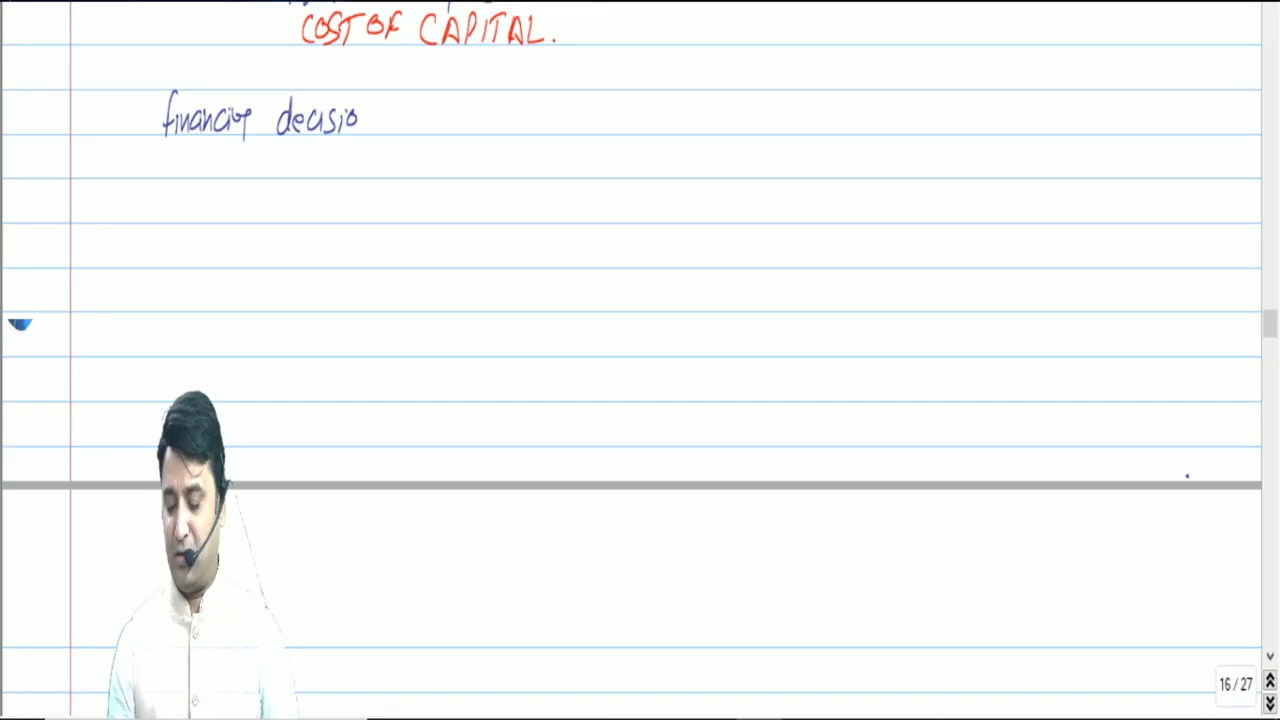 COST OF CAPITAL.
financing decisio
16 / 27